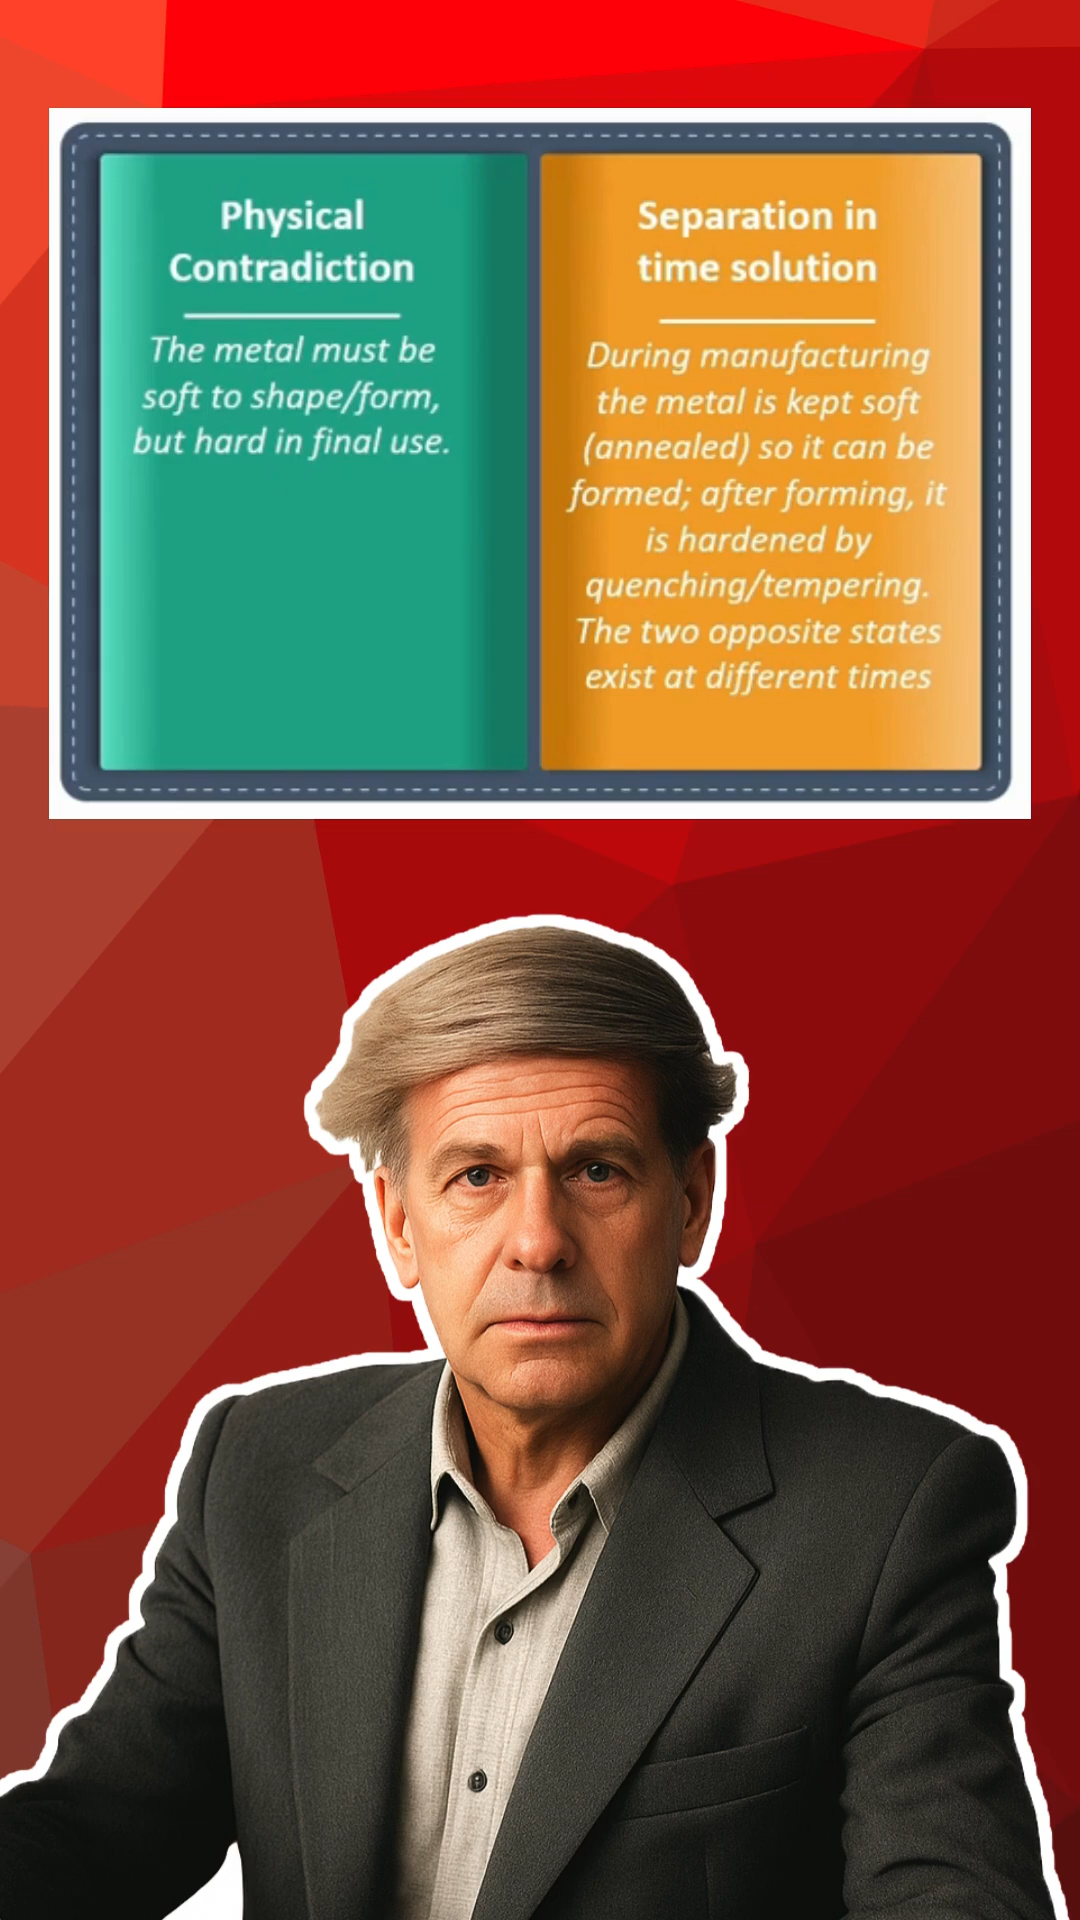 Physical
Contradiction
The metal must be
soft to shape/form,
but hard in final use.
Separation in
time solution
During manufacturing
the metal is kept soft
(annealed) so it can be
formed; after forming, it
is hardened by
quenching/tempering.
The two opposite states
exist at different times